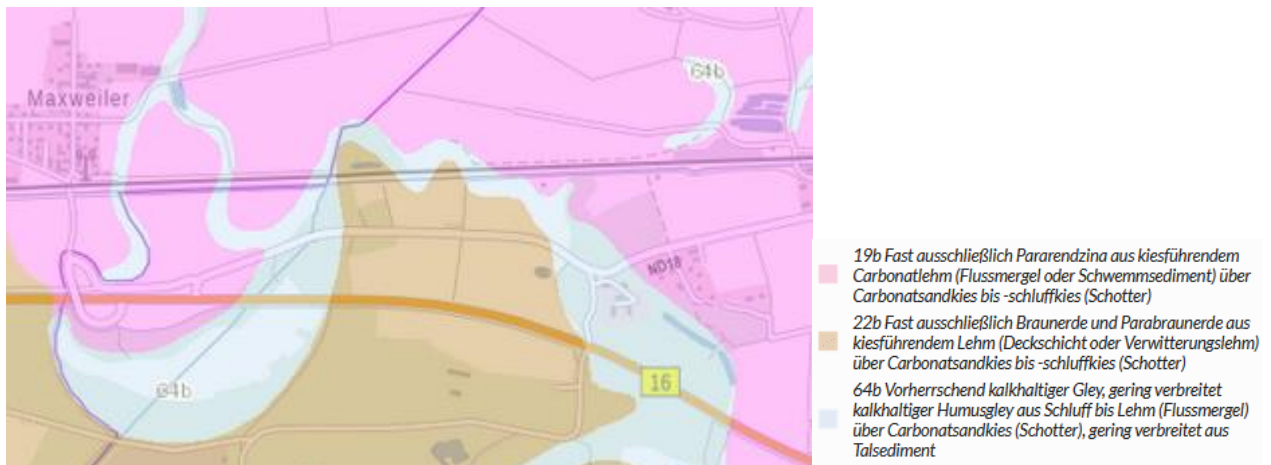 64b
Maxweiler
ND18
64b
16
19b Fast ausschließlich Pararendzina aus kiesführendem
Carbonatlehm (Flussmergel oder Schwemmsediment) über
Carbonatsandkies bis -schluffkies (Schotter)
22b Fast ausschließlich Braunerde und Parabraunerde aus
kiesführendem Lehm (Deckschicht oder Verwitterungslehm)
über Carbonatsandkies bis -schluffkies (Schotter)
64b Vorherrschend kalkhaltiger Gley, gering verbreitet
kalkhaltiger Humusgley aus Schluff bis Lehm (Flussmergel)
über Carbonatsandkies (Schotter), gering verbreitet aus
Talsediment